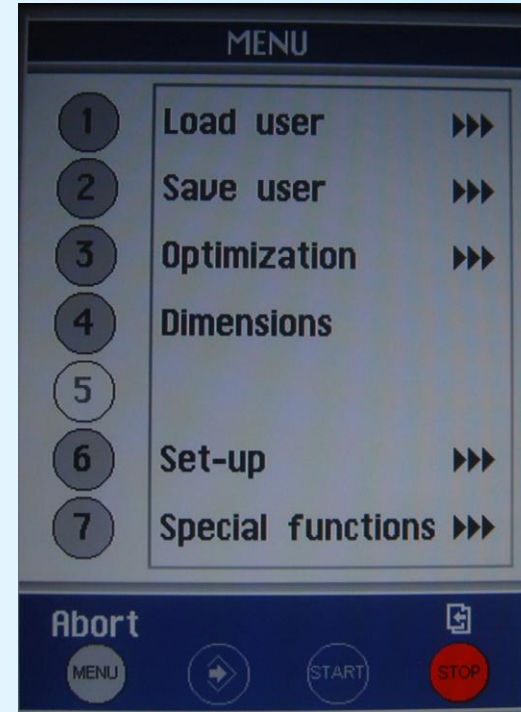 MENU
1 Load user
2 Save user
3 Optimization
4 Dimensions
5
6 Set-up
7 Special functions
Abort
MENU START STOP